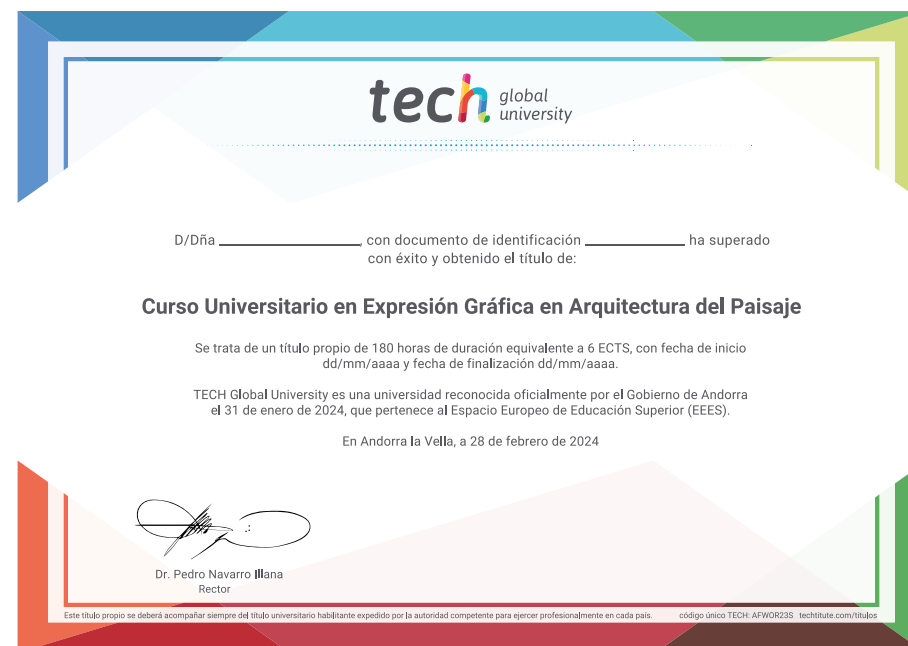 tech global university
D/Dña ____________________, con documento de identificación ______________ ha superado
con éxito y obtenido el título de:
Curso Universitario en Expresión Gráfica en Arquitectura del Paisaje
Se trata de un título propio de 180 horas de duración equivalente a 6 ECTS, con fecha de inicio
dd/mm/aaaa y fecha de finalización dd/mm/aaaa.
TECH Global University es una universidad reconocida oficialmente por el Gobierno de Andorra
el 31 de enero de 2024, que pertenece al Espacio Europeo de Educación Superior (EEES).
En Andorra la Vella, a 28 de febrero de 2024
Dr. Pedro Navarro Illana
Rector
Este título propio se deberá acompañar siempre del título universitario habilitante expedido por la autoridad competente para ejercer profesionalmente en cada país. código único TECH: AFWOR23S techtitute.com/titulos